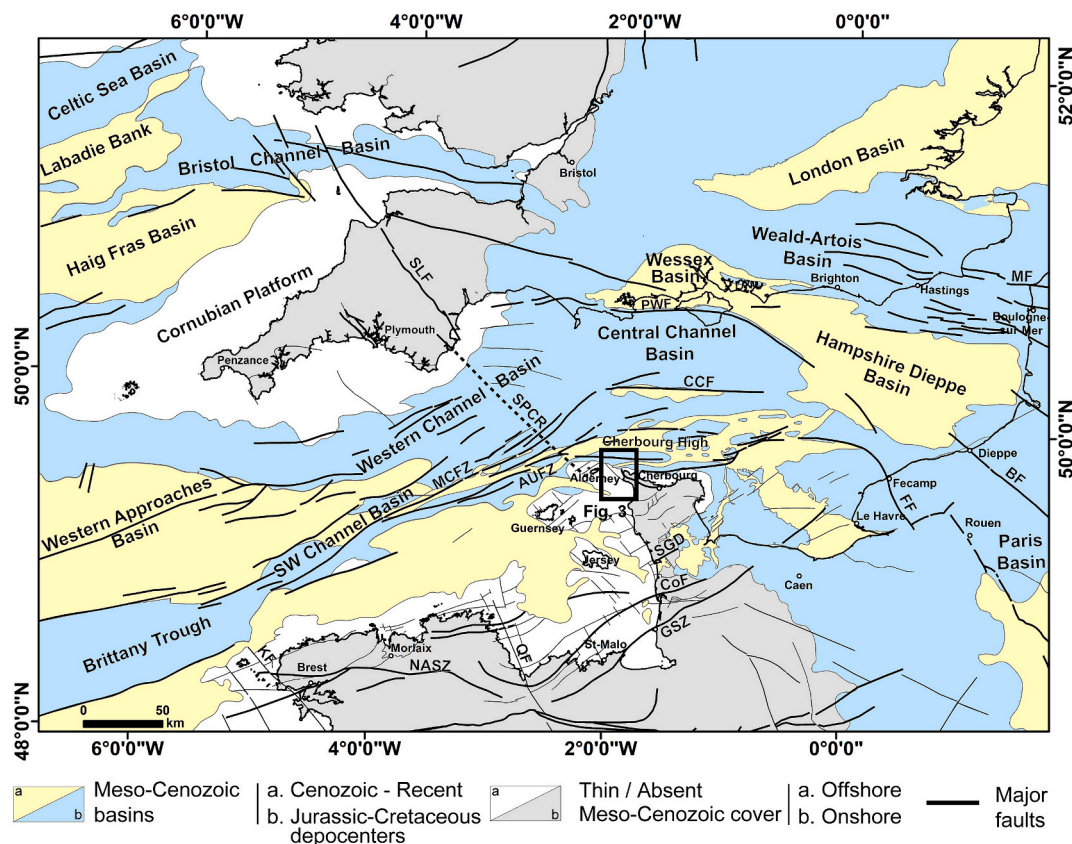 6°0'0"W
4°0'0"W
2°0'0"W
0°0'0"
52°0'0"N
50°0'0"N
50°0'0"N
48°0'0"N
Celtic Sea Basin
Labadie Bank
Bristol Channel Basin
Bristol
London Basin
Haig Fras Basin
Weald-Artois
Basin
Wessex
Basin
Brighton
Hastings
MF
SLF
Cornubian Platform
PWF
Boulogne
sur Mer
Plymouth
Central Channel
Basin
Penzance
Hampshire Dieppe
Basin
CCF
Western Channel Basin
SPCR
Cherbourg High
Dieppe
MCFZ
AUFZ
Alderney
Cherbourg
BF
Fecamp
Western Approaches
Basin
SW Channel Basin
Fig. 3
FF
Guernsey
Le Havre
Rouen
SGD
Paris
Basin
Jersey
CoF
Caen
Brittany Trough
GSZ
KF
Morlaix
QF
St-Malo
NASZ
Brest
0
50
km
6°0'0"W
4°0'0"W
2°0'0"W
0°0'0"
a
b
Meso-Cenozoic
basins
a. Cenozoic - Recent
b. Jurassic-Cretaceous
depocenters
a
b
Thin / Absent
Meso-Cenozoic cover
a. Offshore
b. Onshore
Major
faults